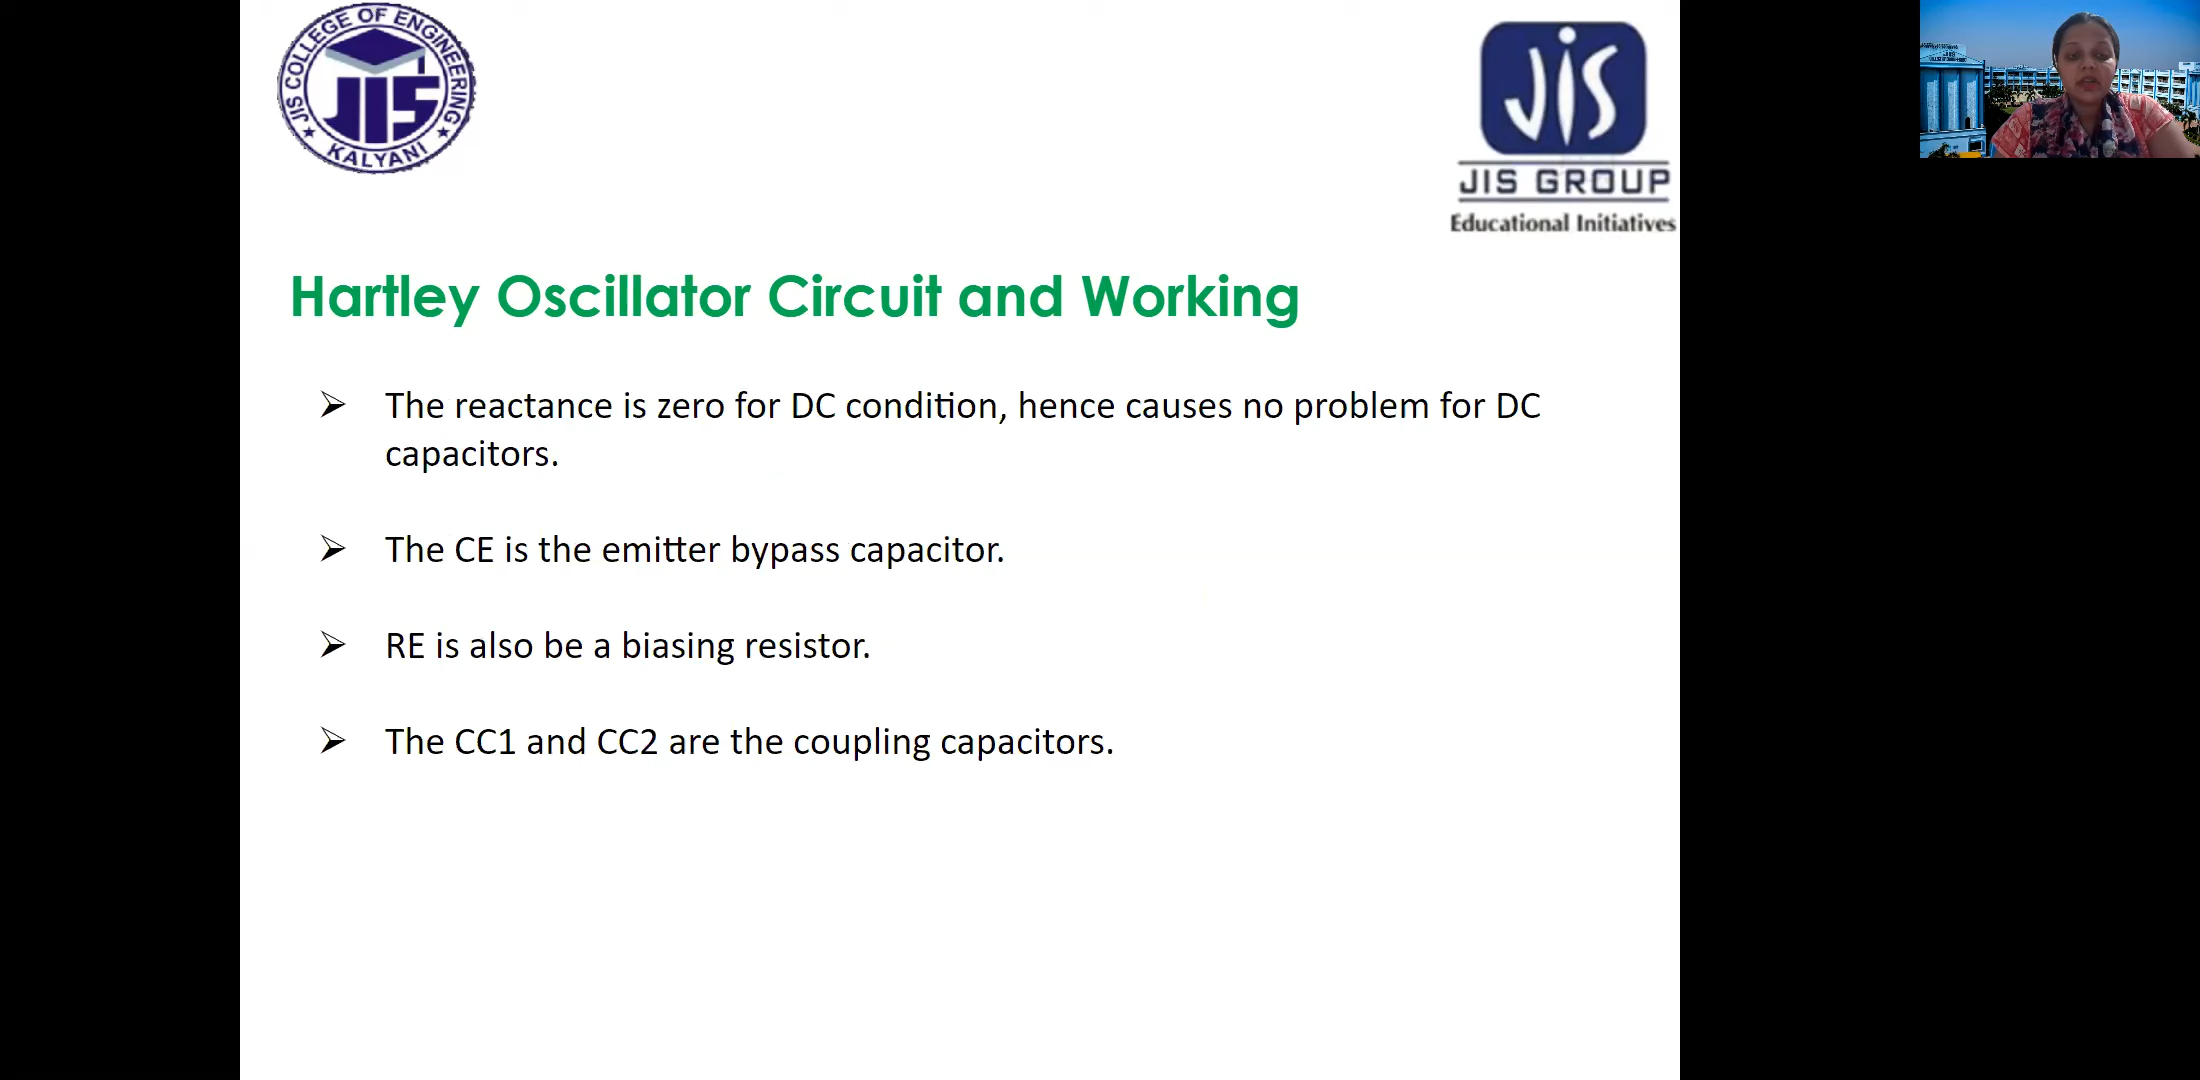 JIS COLLEGE OF ENGINEERING
JIS
KALYANI
JIS
JIS GROUP
Educational Initiatives
Hartley Oscillator Circuit and Working
The reactance is zero for DC condition, hence causes no problem for DC
capacitors.
The CE is the emitter bypass capacitor.
RE is also be a biasing resistor.
The CC1 and CC2 are the coupling capacitors.